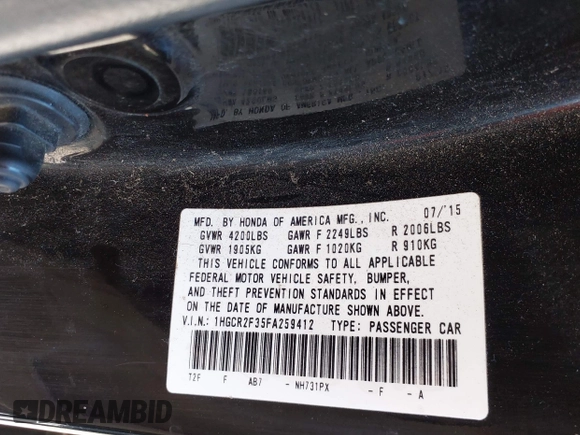 MFD. BY HONDA OF AMERICA MFG., INC. 07/'15
GVWR 4200LBS GAWR F 2249LBS R 2006LBS
GVWR 1905KG GAWR F 1020KG R 910KG
THIS VEHICLE CONFORMS TO ALL APPLICABLE
FEDERAL MOTOR VEHICLE SAFETY, BUMPER,
AND THEFT PREVENTION STANDARDS IN EFFECT
ON THE DATE OF MANUFACTURE SHOWN ABOVE.
V.I.N.: 1HGCR2F35FA259412 TYPE: PASSENGER CAR
T2F F AB7 - NH731PX - F - A
DREAMBID